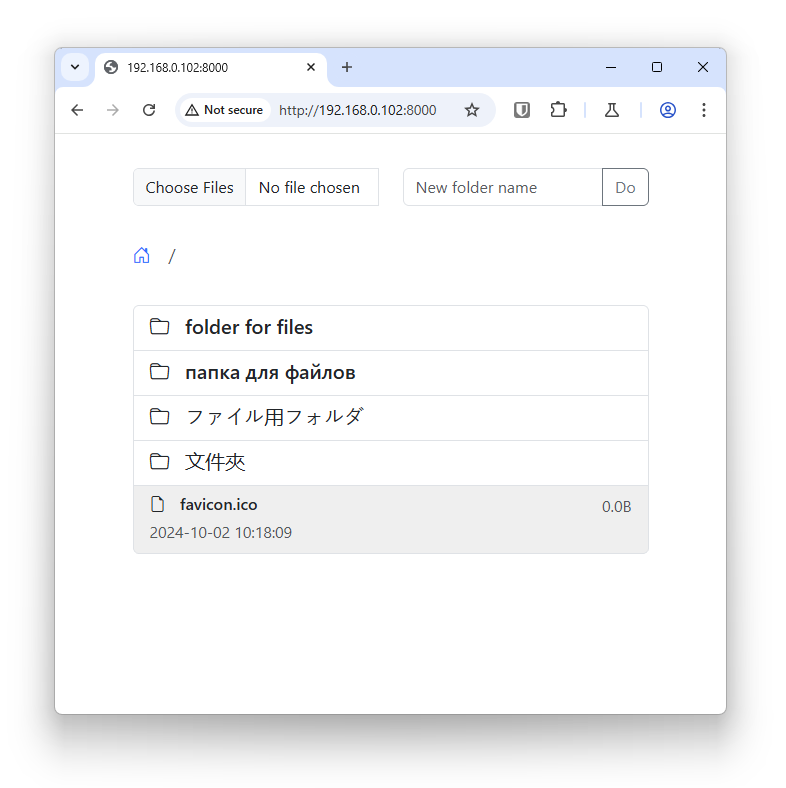 192.168.0.102:8000
Not secure
http://192.168.0.102:8000
Choose Files No file chosen
New folder name Do
/
folder for files
папка для файлов
ファイル用フォルダ
文件夾
favicon.ico 0.0B
2024-10-02 10:18:09